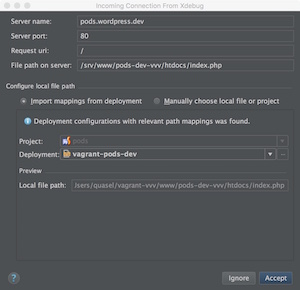 Incoming Connection From Xdebug
Server name: pods.wordpress.dev
Server port: 80
Request uri: /
File path on server: /srv/www/pods-dev-vvv/htdocs/index.php
Configure local file path
Import mappings from deployment Manually choose local file or project
Deployment configurations with relevant path mappings was found.
Project: pods
Deployment: vagrant-pods-dev
Preview
Local file path: /Users/quasel/vagrant-vvv/www/pods-dev-vvv/htdocs/index.php
? Ignore Accept